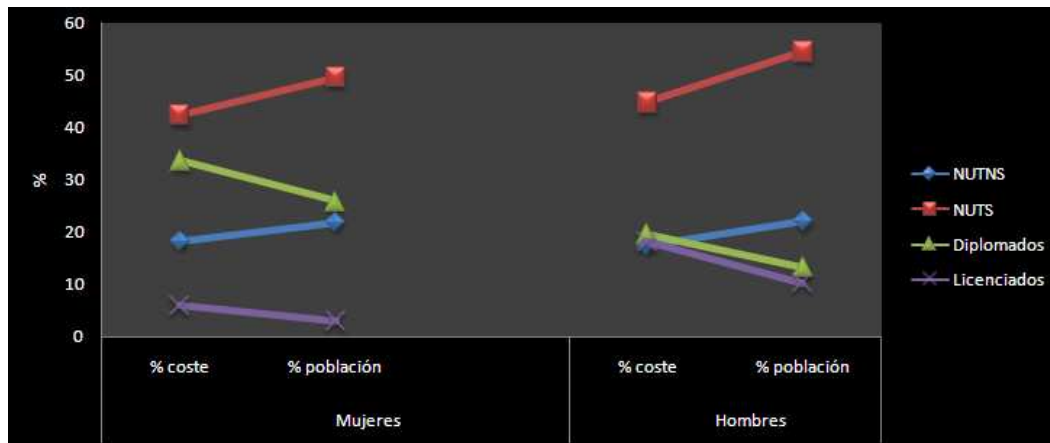 60
50
40
30
20
10
0
%
% coste
% población
% coste
% población
Mujeres
Hombres
NUTNS
NUTS
Diplomados
Licenciados